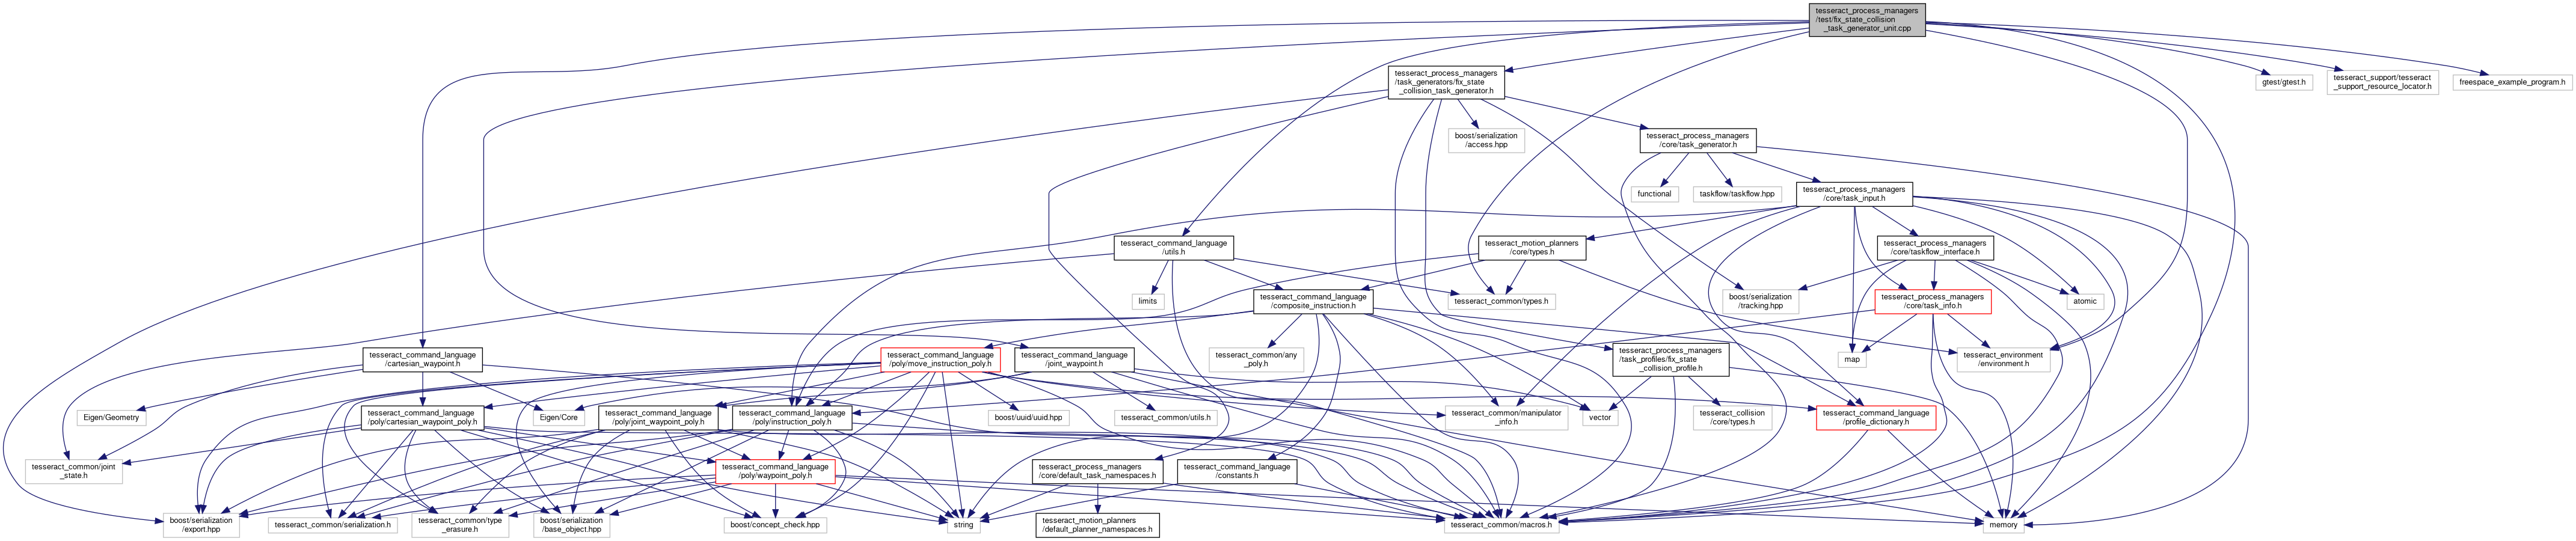 tesseract_process_managers
/test/fix_state_collision
_task_generator_unit.cpp
tesseract_process_managers
/task_generators/fix_state
_collision_task_generator.h
gtest/gtest.h
tesseract_support/tesseract
_support_resource_locator.h
freespace_example_program.h
boost/serialization
/access.hpp
tesseract_process_managers
/core/task_generator.h
functional
taskflow/taskflow.hpp
tesseract_process_managers
/core/task_input.h
tesseract_command_language
/utils.h
tesseract_motion_planners
/core/types.h
tesseract_process_managers
/core/taskflow_interface.h
limits
tesseract_command_language
/composite_instruction.h
tesseract_common/types.h
boost/serialization
/tracking.hpp
tesseract_process_managers
/core/task_info.h
atomic
tesseract_command_language
/cartesian_waypoint.h
tesseract_command_language
/poly/move_instruction_poly.h
tesseract_command_language
/joint_waypoint.h
tesseract_common/any
_poly.h
tesseract_process_managers
/task_profiles/fix_state
_collision_profile.h
map
tesseract_environment
/environment.h
Eigen/Geometry
tesseract_command_language
/poly/cartesian_waypoint_poly.h
Eigen/Core
tesseract_command_language
/poly/joint_waypoint_poly.h
tesseract_command_language
/poly/instruction_poly.h
boost/uuid/uuid.hpp
tesseract_common/utils.h
tesseract_common/manipulator
_info.h
vector
tesseract_collision
/core/types.h
tesseract_command_language
/profile_dictionary.h
tesseract_common/joint
_state.h
tesseract_command_language
/poly/waypoint_poly.h
tesseract_process_managers
/core/default_task_namespaces.h
tesseract_command_language
/constants.h
boost/serialization
/export.hpp
tesseract_common/serialization.h
tesseract_common/type
_erasure.h
boost/serialization
/base_object.hpp
boost/concept_check.hpp
string
tesseract_motion_planners
/default_planner_namespaces.h
tesseract_common/macros.h
memory